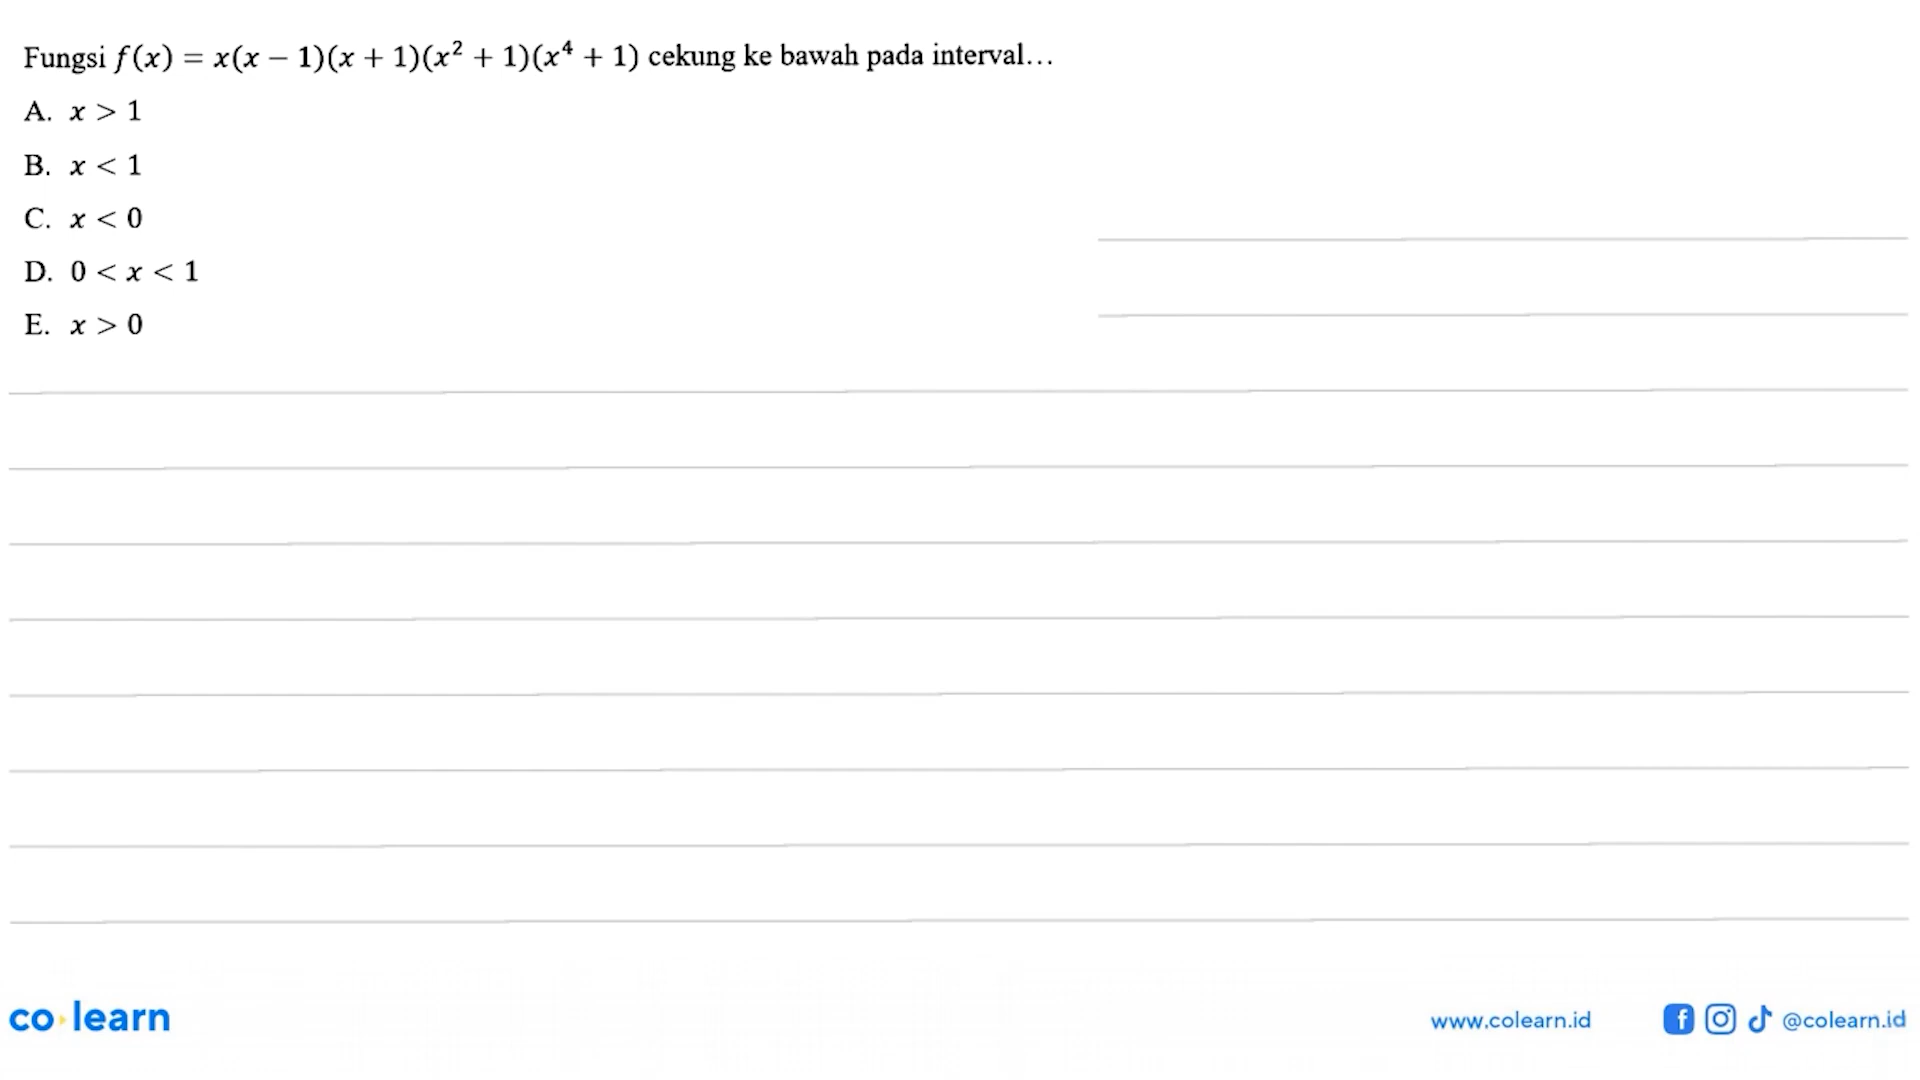 Fungsi f(x) = x(x − 1)(x + 1)(x² + 1)(x⁴ + 1) cekung ke bawah pada interval…
A. x > 1
B. x < 1
C. x < 0
D. 0 < x < 1
E. x > 0
co learn
www.colearn.id
@colearn.id